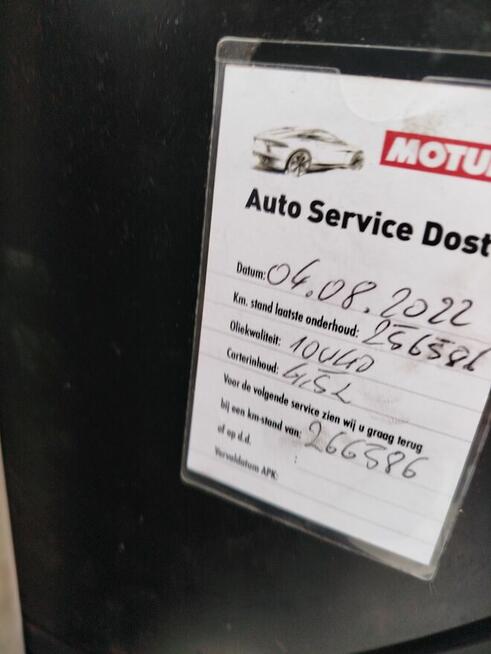 MOTU
Auto Service Dost
Datum: 04.08.2022
Km. stand laatste onderhoud: 256586
Oliekwaliteit: 10W40
Carterinhoud: 4,5L
Voor de volgende service zien wij u graag terug
bij een km-stand van: 266586
of op d.d. :
Vervaldatum APK: